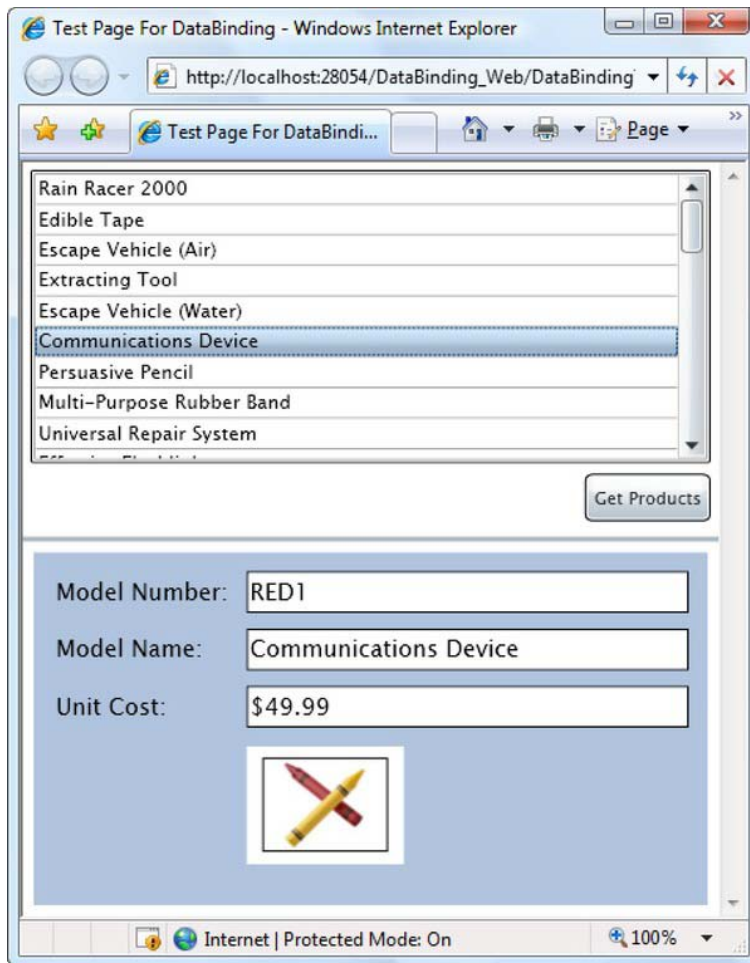 Test Page For DataBinding - Windows Internet Explorer
http://localhost:28054/DataBinding_Web/DataBinding
Test Page For DataBindi...
Page
Rain Racer 2000
Edible Tape
Escape Vehicle (Air)
Extracting Tool
Escape Vehicle (Water)
Communications Device
Persuasive Pencil
Multi-Purpose Rubber Band
Universal Repair System
Get Products
Model Number: RED1
Model Name: Communications Device
Unit Cost: $49.99
Internet | Protected Mode: On 100%